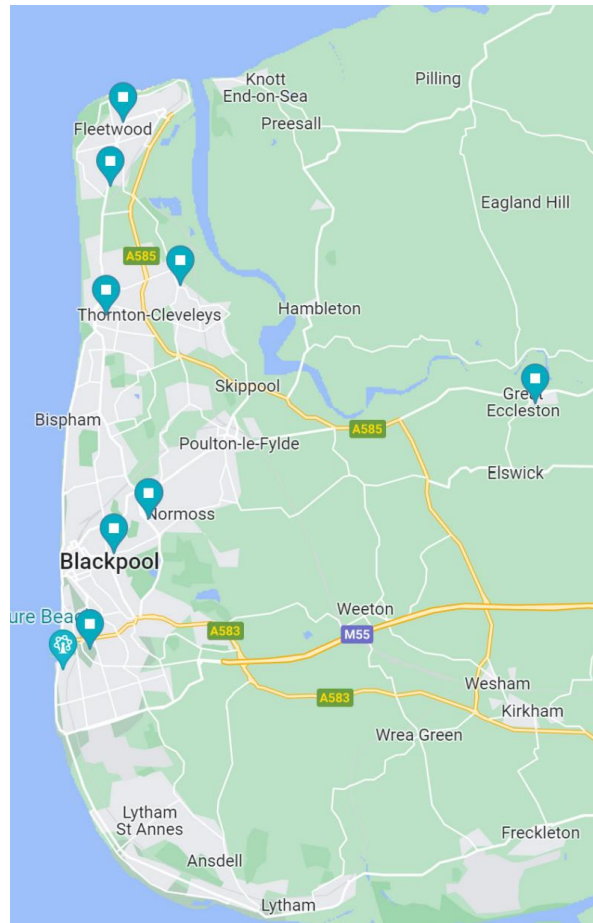 Knott
End-on-Sea
Pilling
Fleetwood
Preesall
Eagland Hill
A585
Thornton-Cleveleys
Hambleton
Skippool
Great
Eccleston
Bispham
A585
Poulton-le-Fylde
Elswick
Normoss
Blackpool
ure Beach
Weeton
A583
M55
Wesham
A583
Kirkham
Wrea Green
Lytham
St Annes
Freckleton
Ansdell
Lytham